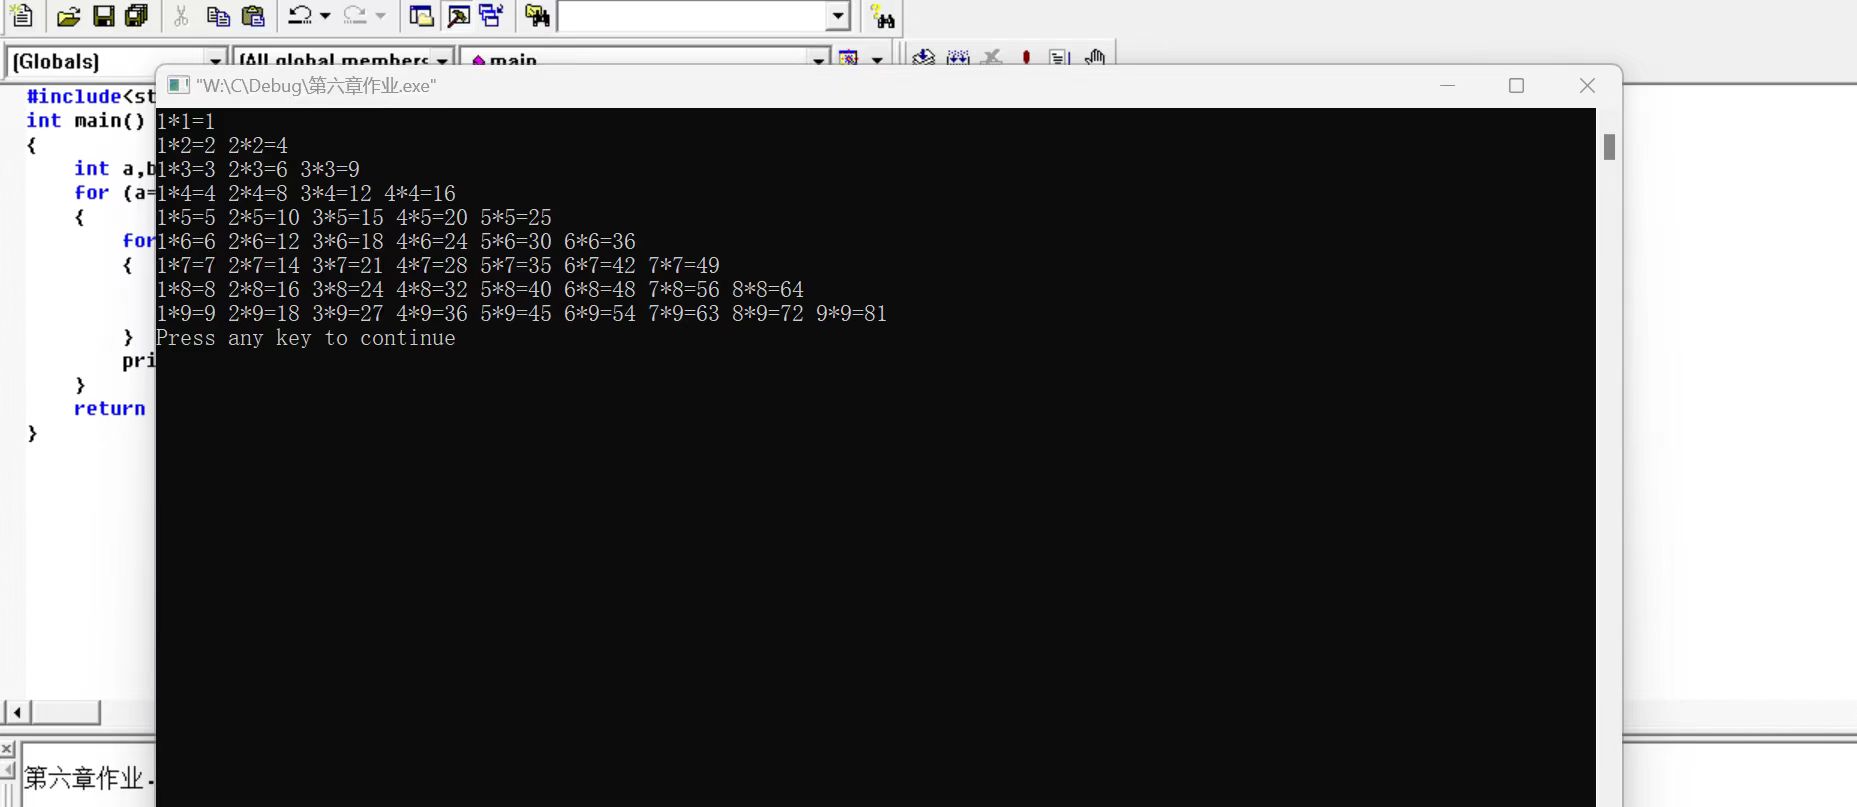 (Globals)
(All global members
main
"W:\C\Debug\第六章作业.exe"
#include<st
int main()
{
int a,b
for (a=
{
for
{
}
pri
}
return
}
1*1=1
1*2=2 2*2=4
1*3=3 2*3=6 3*3=9
1*4=4 2*4=8 3*4=12 4*4=16
1*5=5 2*5=10 3*5=15 4*5=20 5*5=25
1*6=6 2*6=12 3*6=18 4*6=24 5*6=30 6*6=36
1*7=7 2*7=14 3*7=21 4*7=28 5*7=35 6*7=42 7*7=49
1*8=8 2*8=16 3*8=24 4*8=32 5*8=40 6*8=48 7*8=56 8*8=64
1*9=9 2*9=18 3*9=27 4*9=36 5*9=45 6*9=54 7*9=63 8*9=72 9*9=81
Press any key to continue
第六章作业 -